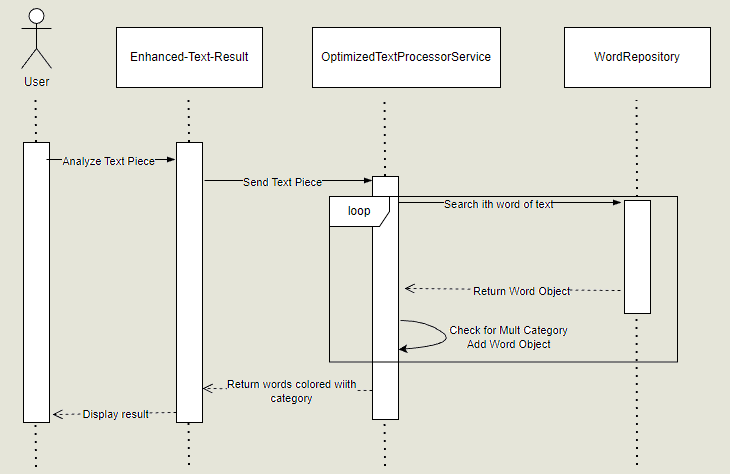 User
Enhanced-Text-Result
OptimizedTextProcessorService
WordRepository
Analyze Text Piece
Send Text Piece
loop
Search ith word of text
Return Word Object
Check for Mult Category
Add Word Object
Return words colored wiith
category
Display result